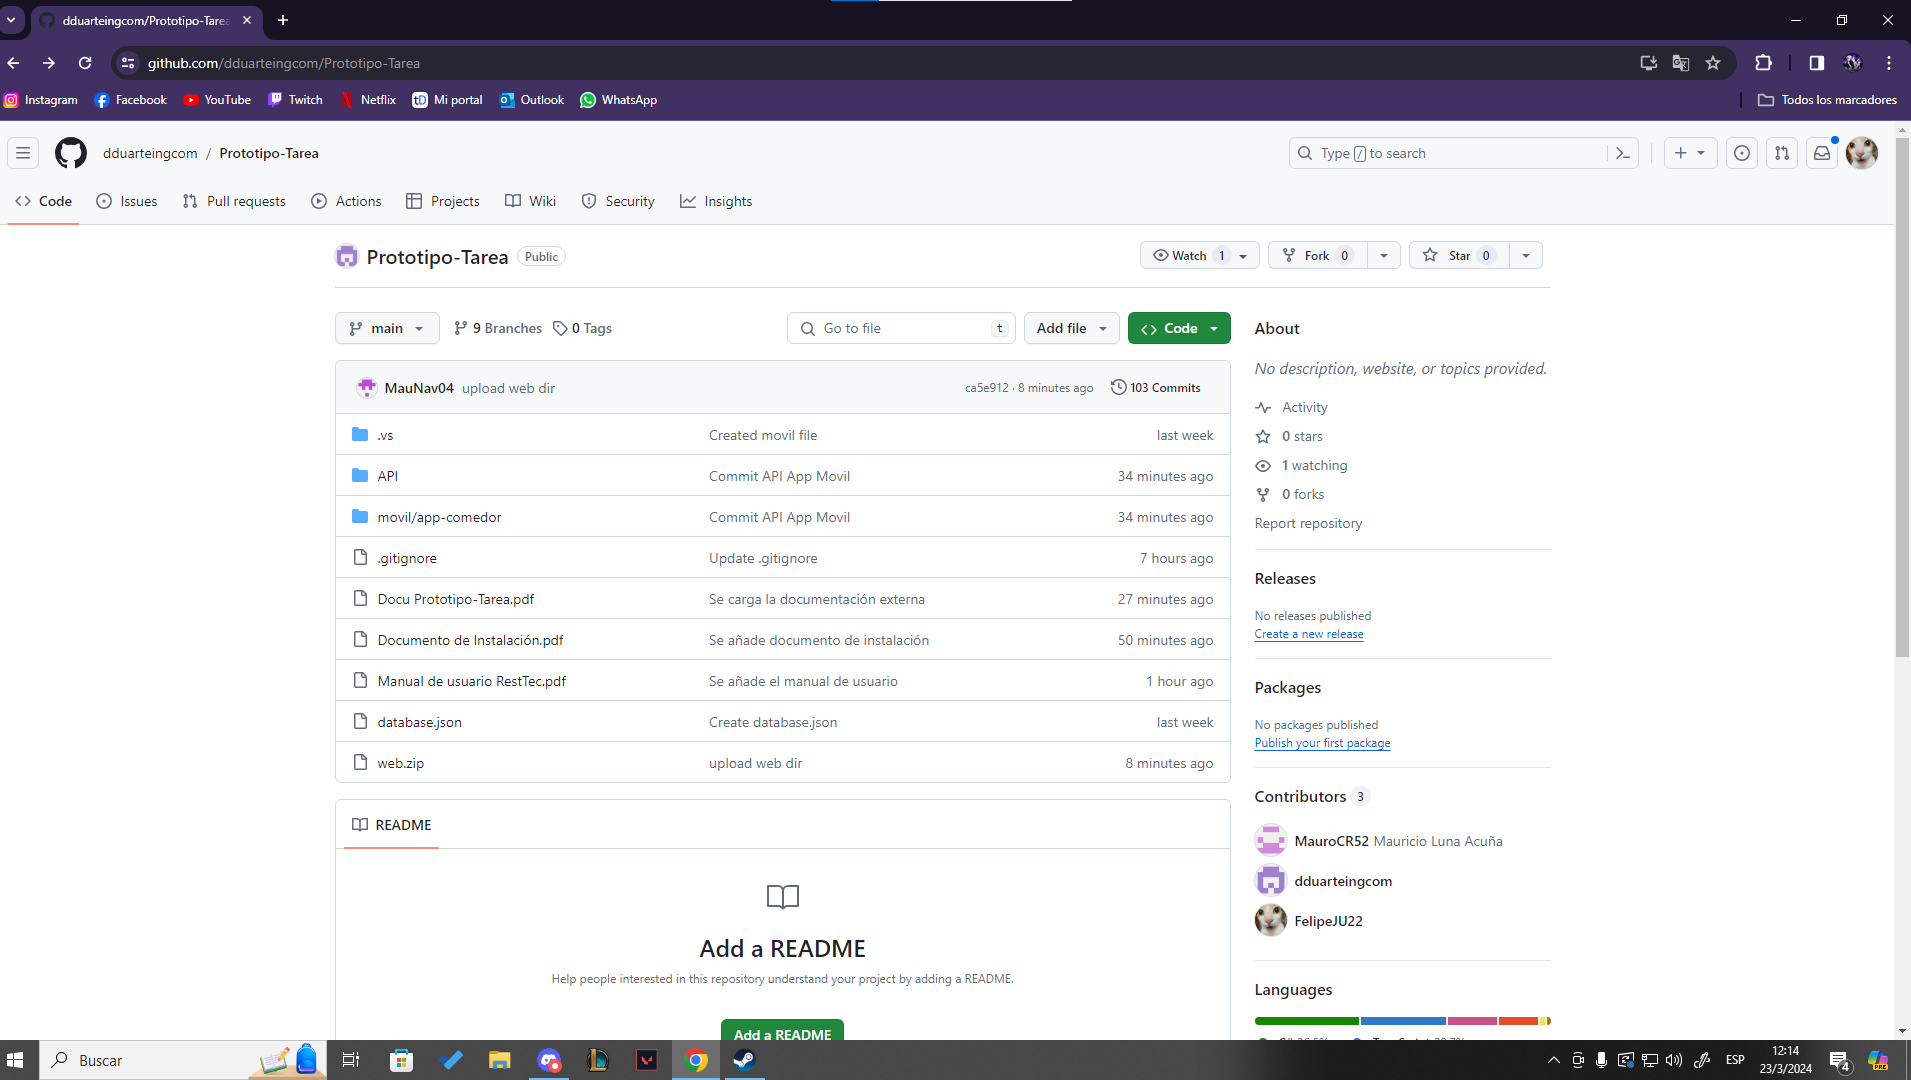 dduarteingcom/Prototipo-Tarea
github.com/dduarteingcom/Prototipo-Tarea
Instagram
Facebook
YouTube
Twitch
Netflix
Mi portal
Outlook
WhatsApp
Todos los marcadores
dduarteingcom / Prototipo-Tarea
Type / to search
Code
Issues
Pull requests
Actions
Projects
Wiki
Security
Insights
Prototipo-Tarea Public
Watch 1
Fork 0
Star 0
main
9 Branches
0 Tags
Go to file t
Add file
Code
MauNav04 upload web dir ca5e912 · 8 minutes ago 103 Commits
.vs Created movil file last week
API Commit API App Movil 34 minutes ago
movil/app-comedor Commit API App Movil 34 minutes ago
.gitignore Update .gitignore 7 hours ago
Docu Prototipo-Tarea.pdf Se carga la documentación externa 27 minutes ago
Documento de Instalación.pdf Se añade documento de instalación 50 minutes ago
Manual de usuario RestTec.pdf Se añade el manual de usuario 1 hour ago
database.json Create database.json last week
web.zip upload web dir 8 minutes ago
README
Add a README
Help people interested in this repository understand your project by adding a README.
Add a README
About
No description, website, or topics provided.
Activity
0 stars
1 watching
0 forks
Report repository
Releases
No releases published
Create a new release
Packages
No packages published
Publish your first package
Contributors 3
MauroCR52 Mauricio Luna Acuña
dduarteingcom
FelipeJU22
Languages
Buscar
ESP
12:14
23/3/2024
4